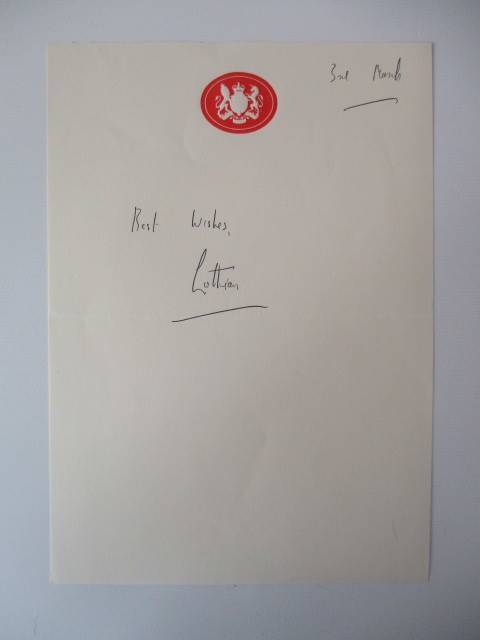 3rd March
Best Wishes,
Lothian